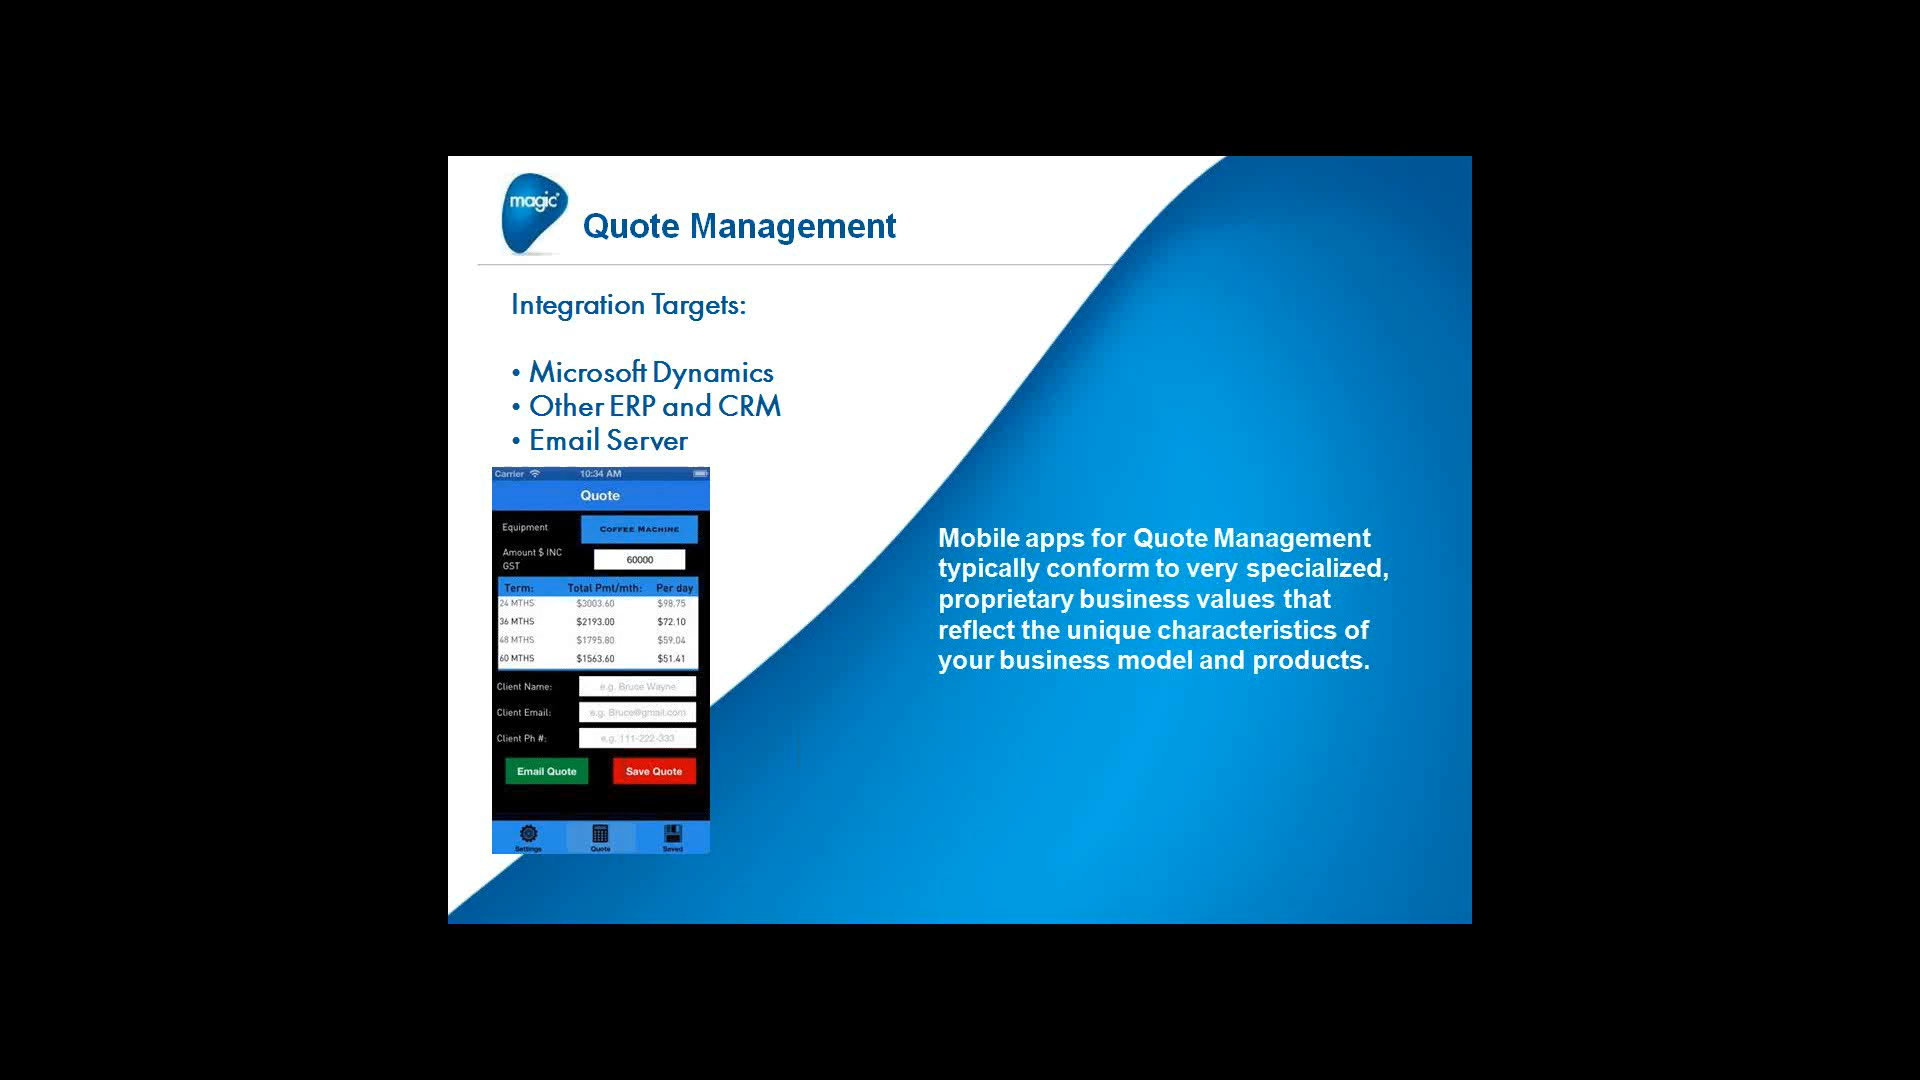 magic
Quote Management
Integration Targets:
• Microsoft Dynamics
• Other ERP and CRM
• Email Server
Carrier 10:34 AM
Quote
Equipment COFFEE MACHINE
Amount $ INC
GST 60000
Term: Total Pmt/mth: Per day
24 MTHS $3003.60 $98.75
36 MTHS $2193.00 $72.10
48 MTHS $1795.80 $59.04
60 MTHS $1563.60 $51.41
Client Name: e.g. Bruce Wayne
Client Email: e.g. Bruce@gmail.com
Client Ph #: e.g. 111-222-333
Email Quote Save Quote
Settings Quote Saved
Mobile apps for Quote Management
typically conform to very specialized,
proprietary business values that
reflect the unique characteristics of
your business model and products.